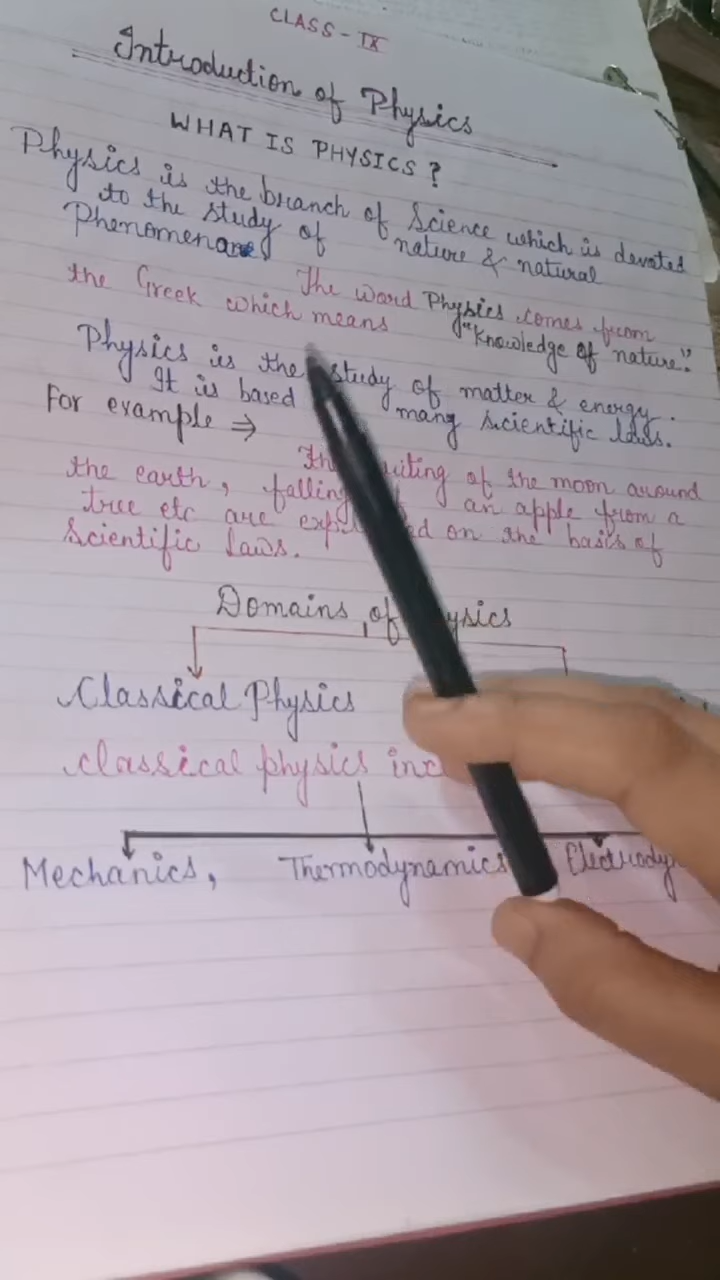 CLASS - IX
Introduction of Physics
WHAT IS PHYSICS ?
Physics is the branch of Science which is devoted
to the study of nature & natural
Phenomena
The word Physics comes from
the Greek which means "Knowledge of nature."
Physics is the study of matter & energy.
It is based many scientific laws.
For example ⇒
of the moon around
the earth, falling an apple from a
tree etc are on the basis of
Scientific laws.
Domains of
Classical Physics
Classical physics
Mechanics, Thermodynamics